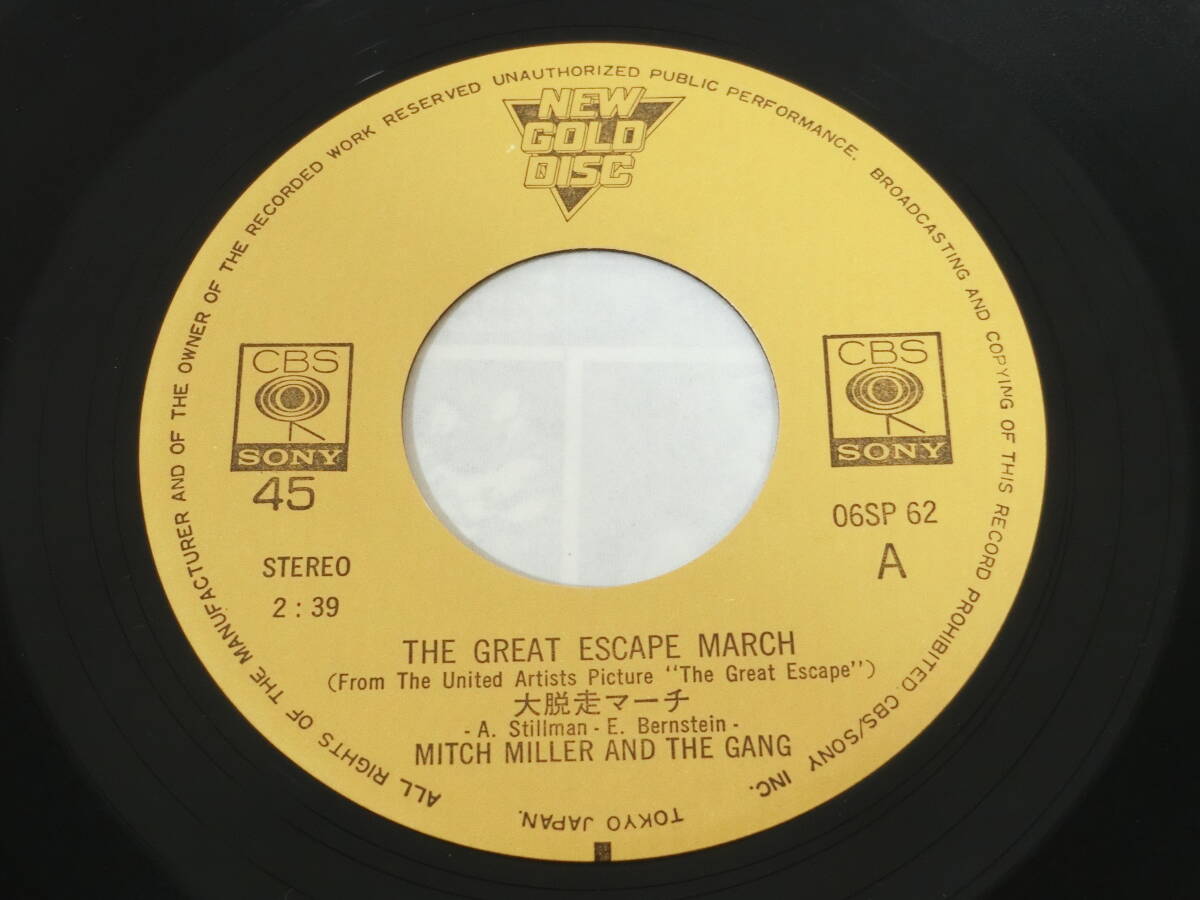 ALL RIGHTS OF THE MANUFACTURER AND OF THE OWNER OF THE RECORDED WORK RESERVED UNAUTHORIZED PUBLIC PERFORMANCE. BROADCASTING AND COPYING OF THIS RECORD PROHIBITED. CBS/SONY INC. TOKYO JAPAN.
NEW
GOLD
DISC
CBS
SONY
45
STEREO
2:39
CBS
SONY
06SP 62
A
THE GREAT ESCAPE MARCH
(From The United Artists Picture "The Great Escape")
大脱走マーチ
- A. Stillman - E. Bernstein -
MITCH MILLER AND THE GANG